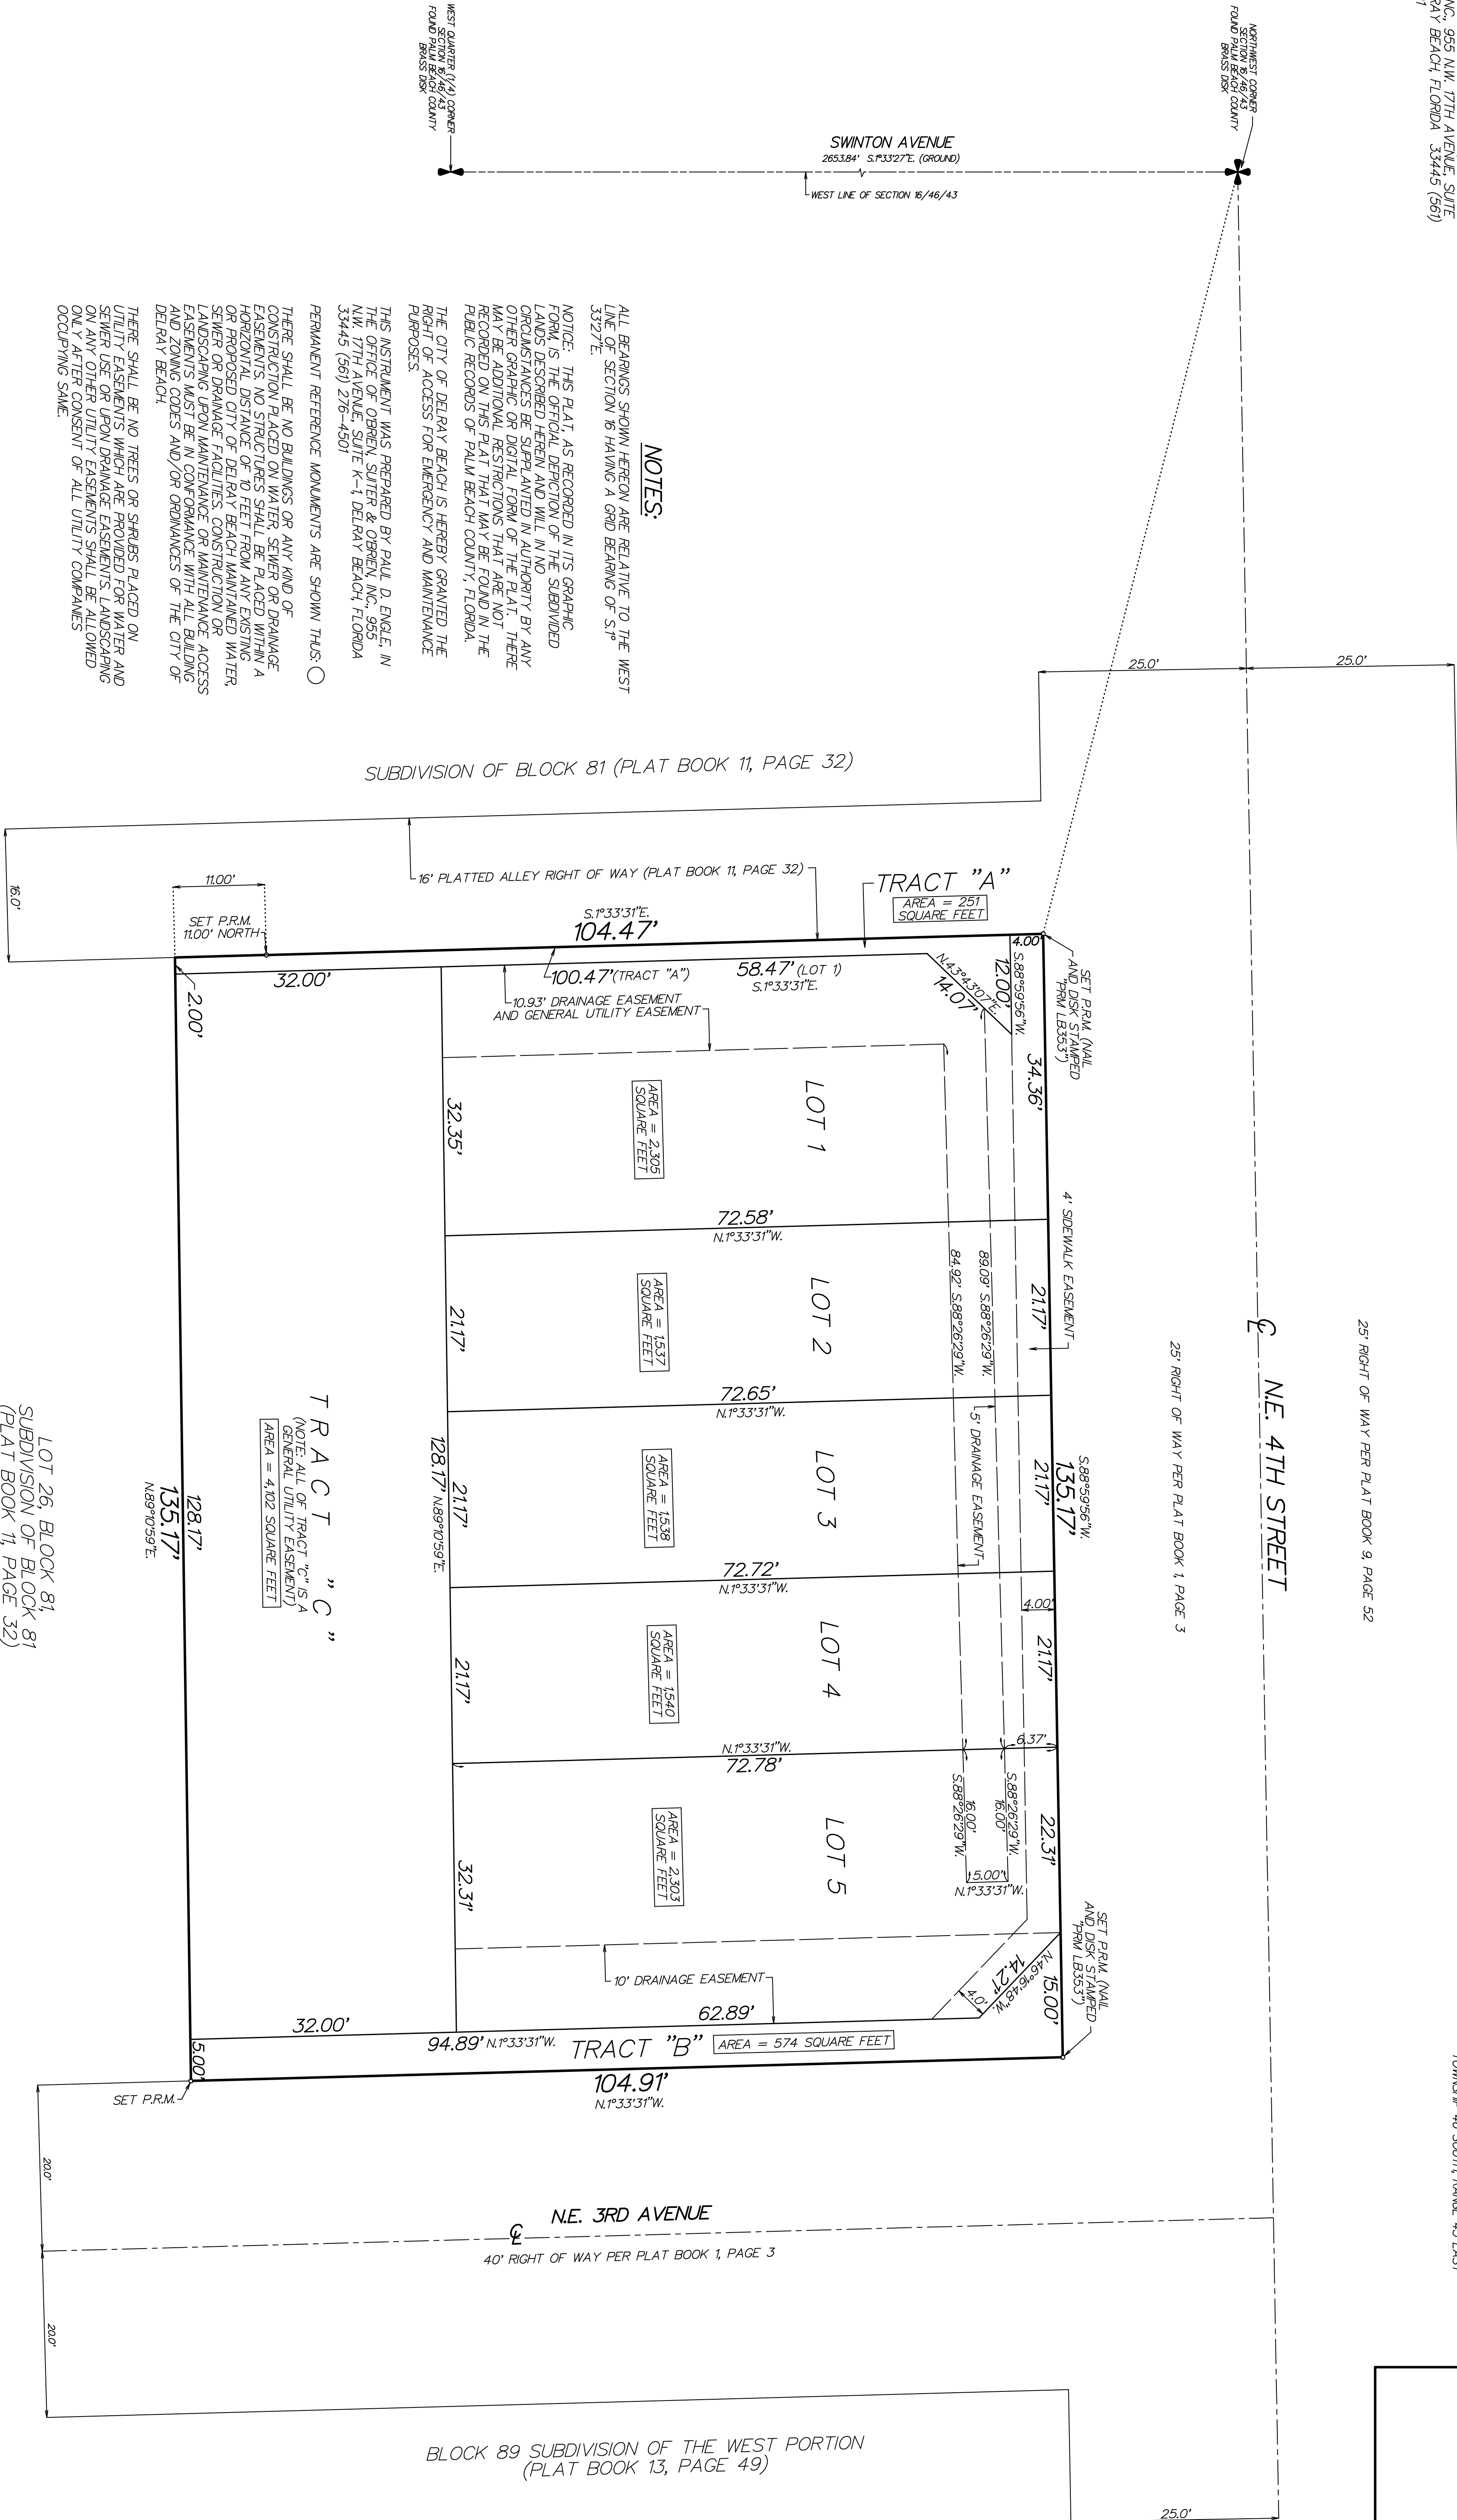 INC., 955 N.W. 17TH AVENUE, SUITE
RAY BEACH, FLORIDA 33445 (561)
NORTHWEST CORNER
SECTION 16/46/43
FOUND PALM BEACH COUNTY
BRASS DISK
SWINTON AVENUE
2653.84' S.1°33'27"E. (GROUND)
WEST LINE OF SECTION 16/46/43
WEST QUARTER (1/4) CORNER
SECTION 16/46/43
FOUND PALM BEACH COUNTY
BRASS DISK
NOTES:
ALL BEARINGS SHOWN HEREON ARE RELATIVE TO THE WEST
LINE OF SECTION 16 HAVING A GRID BEARING OF S.1°
33'27"E.
NOTICE: THIS PLAT, AS RECORDED IN ITS GRAPHIC
FORM, IS THE OFFICIAL DEPICTION OF THE SUBDIVIDED
LANDS DESCRIBED HEREIN AND WILL IN NO
CIRCUMSTANCES BE SUPPLANTED IN AUTHORITY BY ANY
OTHER GRAPHIC OR DIGITAL FORM OF THE PLAT. THERE
MAY BE ADDITIONAL RESTRICTIONS THAT ARE NOT
RECORDED ON THIS PLAT THAT MAY BE FOUND IN THE
PUBLIC RECORDS OF PALM BEACH COUNTY, FLORIDA.
THE CITY OF DELRAY BEACH IS HEREBY GRANTED THE
RIGHT OF ACCESS FOR EMERGENCY AND MAINTENANCE
PURPOSES.
THIS INSTRUMENT WAS PREPARED BY PAUL D. ENGLE, IN
THE OFFICE OF O'BRIEN, SUITER & O'BRIEN, INC., 955
N.W. 17TH AVENUE, SUITE K-1, DELRAY BEACH, FLORIDA
33445 (561) 276-4501
PERMANENT REFERENCE MONUMENTS ARE SHOWN THUS:
THERE SHALL BE NO BUILDINGS OR ANY KIND OF
CONSTRUCTION PLACED ON WATER, SEWER OR DRAINAGE
EASEMENTS. NO STRUCTURES SHALL BE PLACED WITHIN A
HORIZONTAL DISTANCE OF 10 FEET FROM ANY EXISTING
OR PROPOSED CITY OF DELRAY BEACH MAINTAINED WATER,
SEWER OR DRAINAGE FACILITIES. CONSTRUCTION OR
LANDSCAPING UPON MAINTENANCE OR MAINTENANCE ACCESS
EASEMENTS MUST BE IN CONFORMANCE WITH ALL BUILDING
AND ZONING CODES AND/OR ORDINANCES OF THE CITY OF
DELRAY BEACH.
THERE SHALL BE NO TREES OR SHRUBS PLACED ON
UTILITY EASEMENTS WHICH ARE PROVIDED FOR WATER AND
SEWER USE OR UPON DRAINAGE EASEMENTS. LANDSCAPING
ON ANY OTHER UTILITY EASEMENTS SHALL BE ALLOWED
ONLY AFTER CONSENT OF ALL UTILITY COMPANIES
OCCUPYING SAME.
25.0'
25.0'
SUBDIVISION OF BLOCK 81 (PLAT BOOK 11, PAGE 32)
16.0'
11.00'
SET P.R.M.
11.00' NORTH
16' PLATTED ALLEY RIGHT OF WAY (PLAT BOOK 11, PAGE 32)
TRACT "A"
AREA = 251
SQUARE FEET
S.1°33'31"E.
104.47'
100.47' (TRACT "A")
58.47' (LOT 1)
S.1°33'31"E.
32.00'
2.00'
10.93' DRAINAGE EASEMENT
AND GENERAL UTILITY EASEMENT
4.00'
S.88°59'56"W.
12.00'
N.43°43'07"E.
14.07'
SET P.R.M. (NAIL
AND DISK STAMPED
"PRM LB353")
34.36'
LOT 1
AREA = 2,305
SQUARE FEET
32.35'
72.58'
N.1°33'31"W.
4' SIDEWALK EASEMENT
89.09' S.88°26'29"W.
84.92' S.88°26'29"W.
21.17'
LOT 2
AREA = 1,537
SQUARE FEET
21.17'
72.65'
N.1°33'31"W.
5' DRAINAGE EASEMENT
S.88°59'56"W.
135.17'
21.17'
LOT 3
AREA = 1,538
SQUARE FEET
21.17'
128.17' N.89°10'59"E.
72.72'
N.1°33'31"W.
4.00'
21.17'
LOT 4
AREA = 1,540
SQUARE FEET
21.17'
N.1°33'31"W.
72.78'
6.37'
S.88°26'29"W.
16.00'
16.00'
S.88°26'29"W.
5.00'
N.1°33'31"W.
22.31'
LOT 5
AREA = 2,303
SQUARE FEET
32.31'
10' DRAINAGE EASEMENT
SET P.R.M. (NAIL
AND DISK STAMPED
"PRM LB353")
15.00'
N.46°16'48"W.
14.21'
4.0'
TRACT "C"
(NOTE: ALL OF TRACT "C" IS A
GENERAL UTILITY EASEMENT)
AREA = 4,102 SQUARE FEET
128.17'
135.17'
N.89°10'59"E.
LOT 26, BLOCK 81,
SUBDIVISION OF BLOCK 81
(PLAT BOOK 11, PAGE 32)
32.00'
62.89'
94.89' N.1°33'31"W.
TRACT "B"
AREA = 574 SQUARE FEET
5.00'
SET P.R.M.
104.91'
N.1°33'31"W.
25' RIGHT OF WAY PER PLAT BOOK 9, PAGE 52
N.E. 4TH STREET
25' RIGHT OF WAY PER PLAT BOOK 1, PAGE 3
20.0'
N.E. 3RD AVENUE
40' RIGHT OF WAY PER PLAT BOOK 1, PAGE 3
20.0'
BLOCK 89 SUBDIVISION OF THE WEST PORTION
(PLAT BOOK 13, PAGE 49)
25.0'